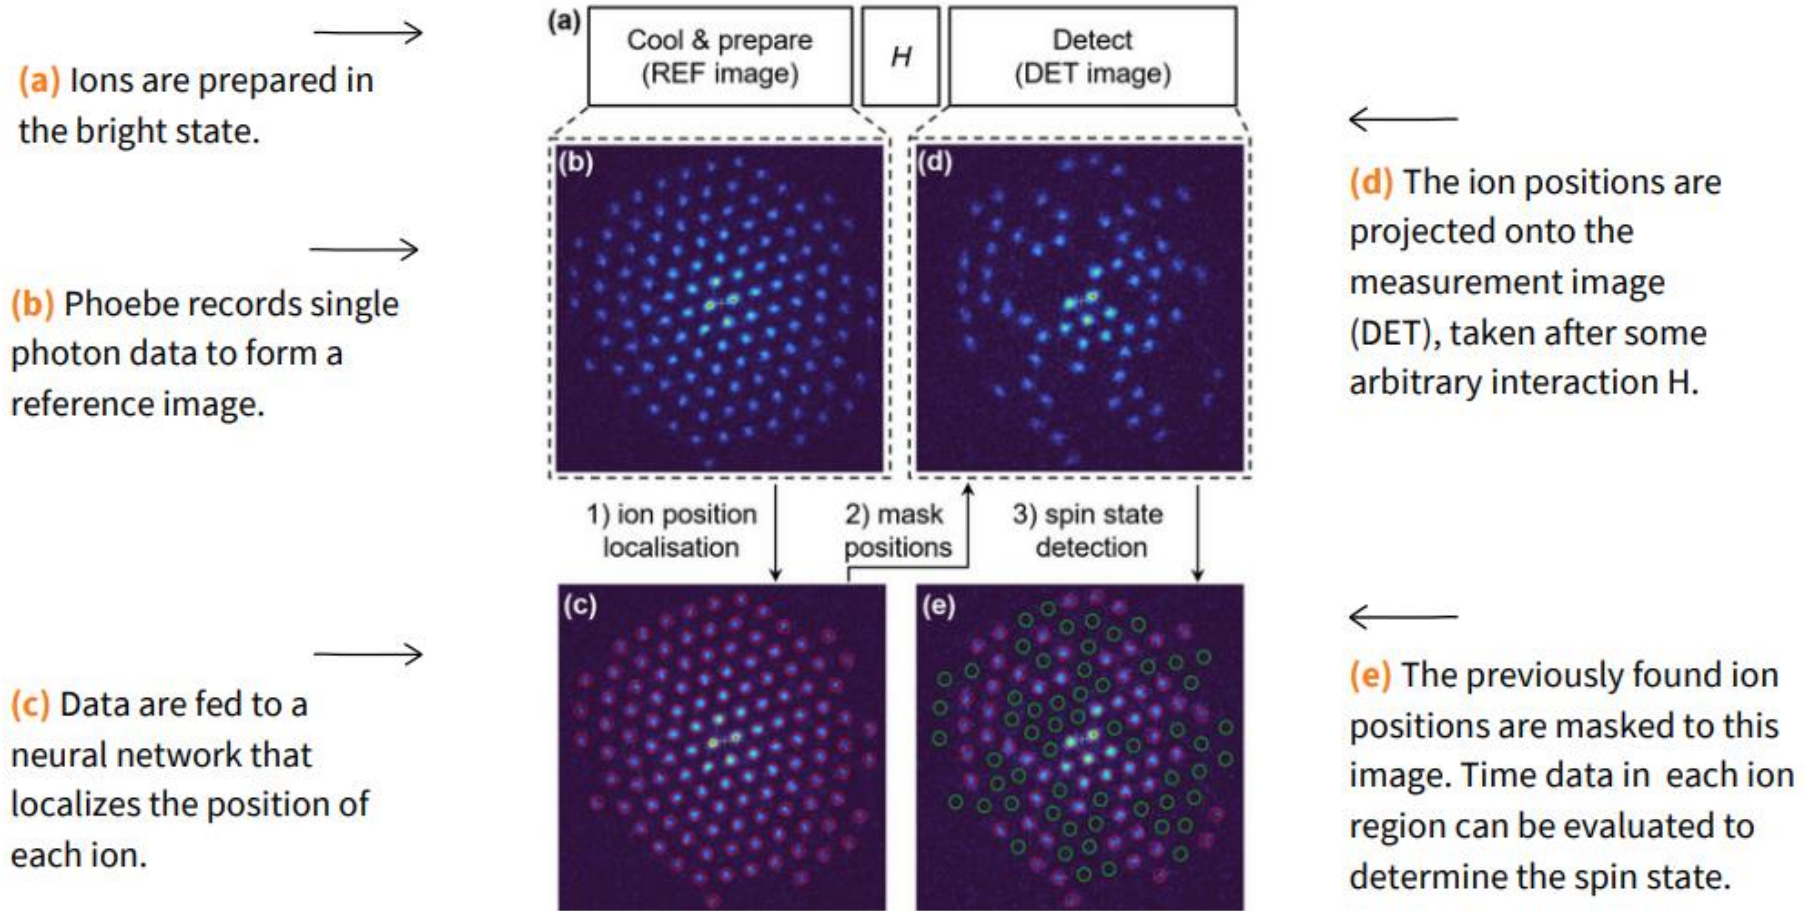 (a) Ions are prepared in
the bright state.
(b) Phoebe records single
photon data to form a
reference image.
(c) Data are fed to a
neural network that
localizes the position of
each ion.
(a)
Cool & prepare
(REF image)
H
Detect
(DET image)
(b)
(d)
1) ion position
localisation
2) mask
positions
3) spin state
detection
(c)
(e)
(d) The ion positions are
projected onto the
measurement image
(DET), taken after some
arbitrary interaction H.
(e) The previously found ion
positions are masked to this
image. Time data in each ion
region can be evaluated to
determine the spin state.